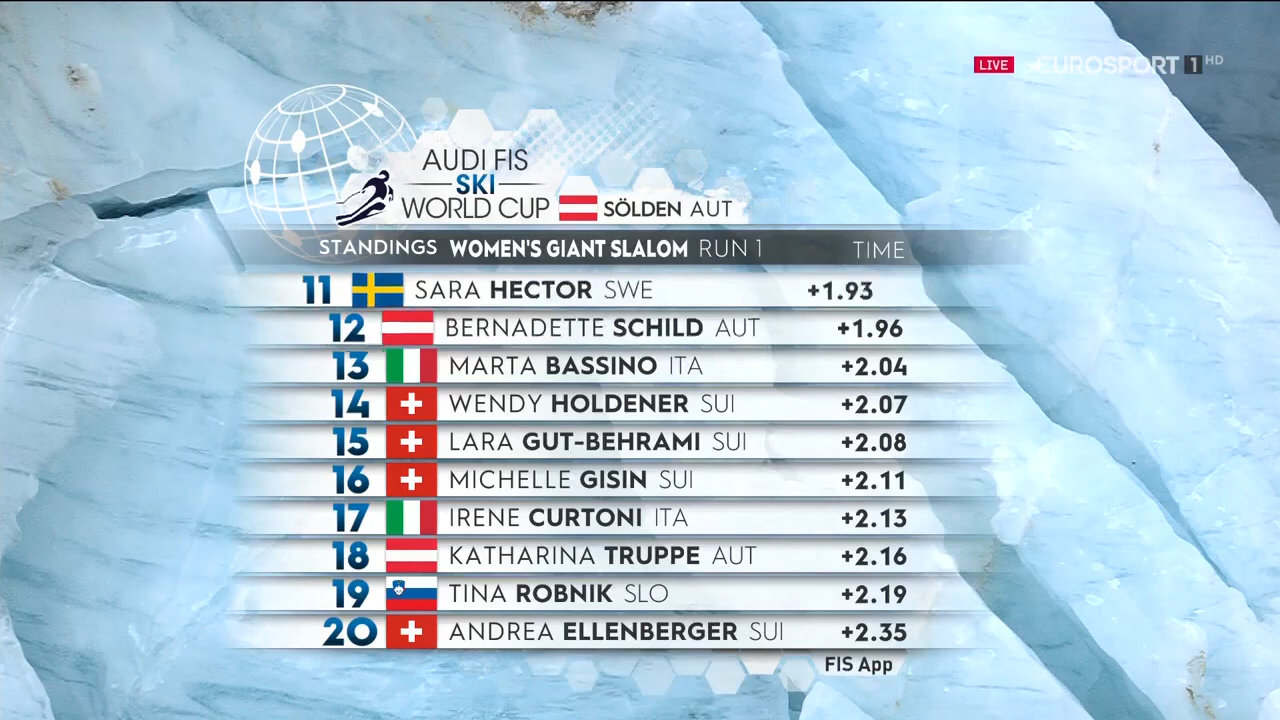 LIVE EUROSPORT 1 HD
AUDI FIS
SKI
WORLD CUP
SÖLDEN AUT
STANDINGS WOMEN'S GIANT SLALOM RUN 1 TIME
11 SARA HECTOR SWE +1.93
12 BERNADETTE SCHILD AUT +1.96
13 MARTA BASSINO ITA +2.04
14 WENDY HOLDENER SUI +2.07
15 LARA GUT-BEHRAMI SUI +2.08
16 MICHELLE GISIN SUI +2.11
17 IRENE CURTONI ITA +2.13
18 KATHARINA TRUPPE AUT +2.16
19 TINA ROBNIK SLO +2.19
20 ANDREA ELLENBERGER SUI +2.35
FIS App